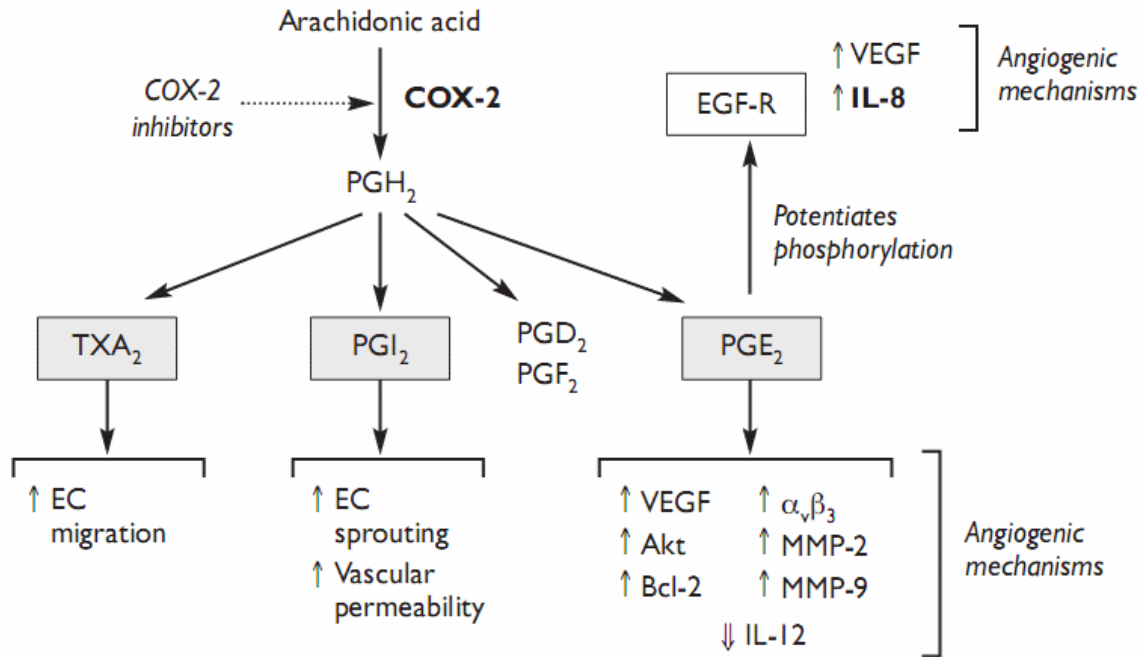 Arachidonic acid
COX-2
inhibitors
COX-2
EGF-R
↑ VEGF
↑ IL-8
Angiogenic
mechanisms
PGH₂
Potentiates
phosphorylation
TXA₂
PGI₂
PGD₂
PGF₂
PGE₂
↑ EC
migration
↑ EC
sprouting
↑ Vascular
permeability
↑ VEGF
↑ Akt
↑ Bcl-2
↑ αᵥβ₃
↑ MMP-2
↑ MMP-9
⇓ IL-12
Angiogenic
mechanisms